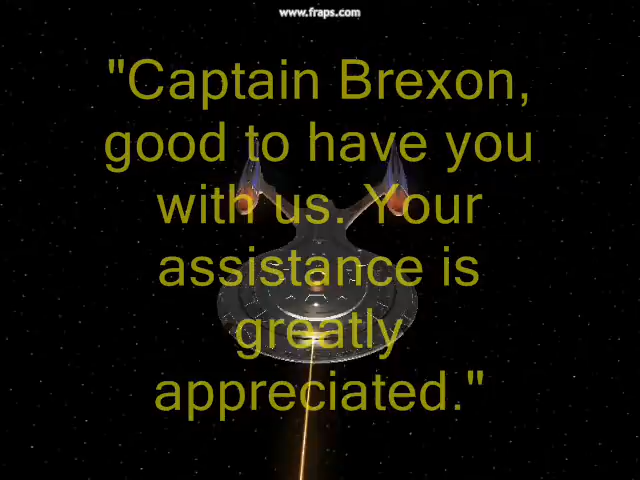 www.fraps.com
"Captain Brexon,
good to have you
with us. Your
assistance is
greatly
appreciated."